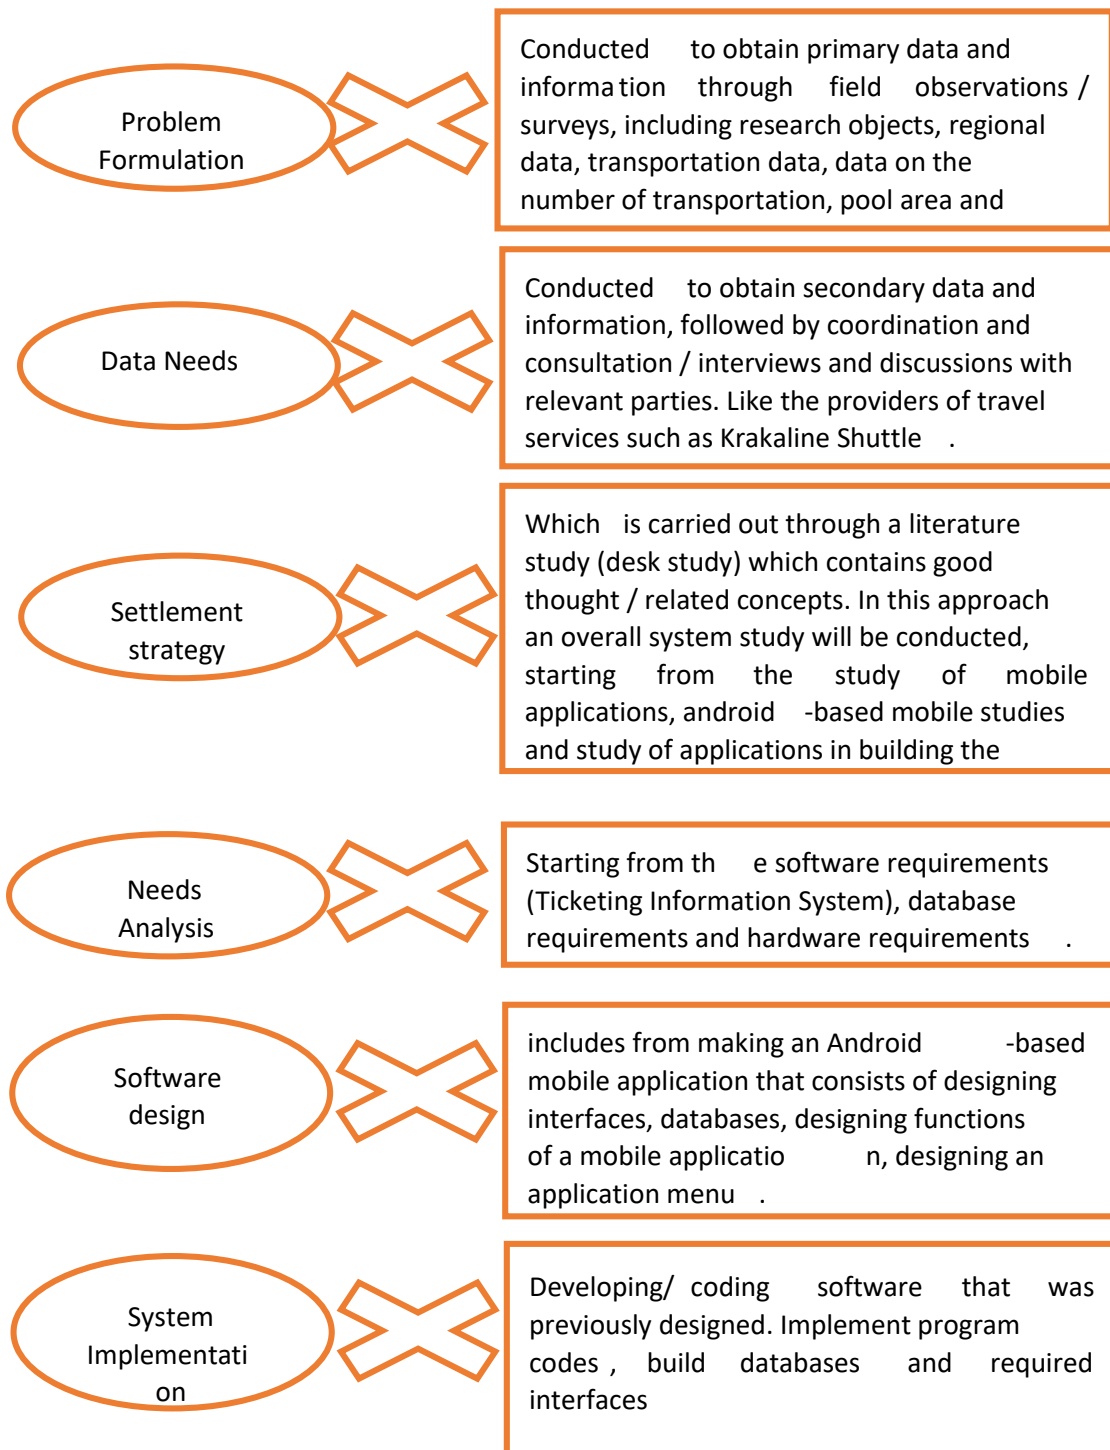 Problem
Formulation
Conducted to obtain primary data and
information through field observations /
surveys, including research objects, regional
data, transportation data, data on the
number of transportation, pool area and
Data Needs
Conducted to obtain secondary data and
information, followed by coordination and
consultation / interviews and discussions with
relevant parties. Like the providers of travel
services such as Krakaline Shuttle .
Settlement
strategy
Which is carried out through a literature
study (desk study) which contains good
thought / related concepts. In this approach
an overall system study will be conducted,
starting from the study of mobile
applications, android -based mobile studies
and study of applications in building the
Needs
Analysis
Starting from th e software requirements
(Ticketing Information System), database
requirements and hardware requirements .
Software
design
includes from making an Android -based
mobile application that consists of designing
interfaces, databases, designing functions
of a mobile applicatio n, designing an
application menu .
System
Implementati
on
Developing/ coding software that was
previously designed. Implement program
codes , build databases and required
interfaces